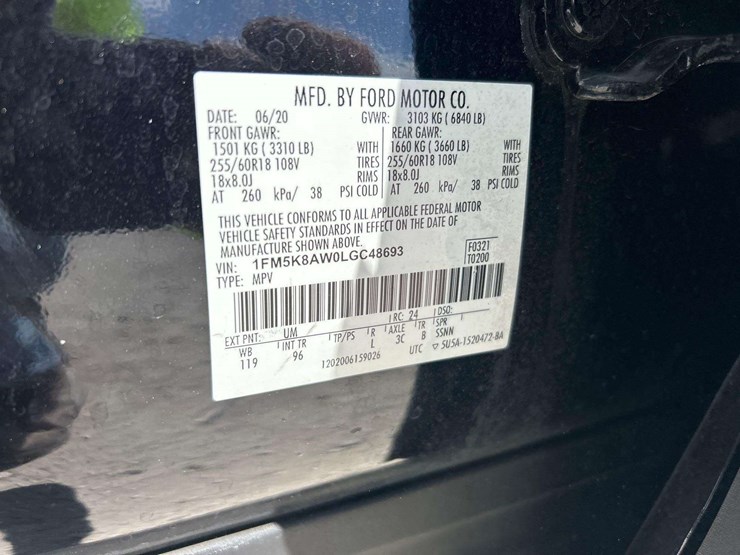 MFD. BY FORD MOTOR CO.
DATE: 06/20 GVWR: 3103 KG ( 6840 LB)
FRONT GAWR: REAR GAWR:
1501 KG ( 3310 LB) WITH 1660 KG ( 3660 LB) WITH
255/60R18 108V TIRES 255/60R18 108V TIRES
18x8.0J RIMS 18x8.0J RIMS
AT 260 kPa/ 38 PSI COLD AT 260 kPa/ 38 PSI COLD
THIS VEHICLE CONFORMS TO ALL APPLICABLE FEDERAL MOTOR
VEHICLE SAFETY STANDARDS IN EFFECT ON THE DATE OF
MANUFACTURE SHOWN ABOVE.
VIN: 1FM5K8AW0LGC48693 F0321
TYPE: MPV T0200
EXT PNT: UM RC: 24 DSO:
WB INT TR TP/PS R AXLE TR SPR
119 96 L 3C B SSNN
1202006159026 UTC ▽ 5U5A-1520472-BA